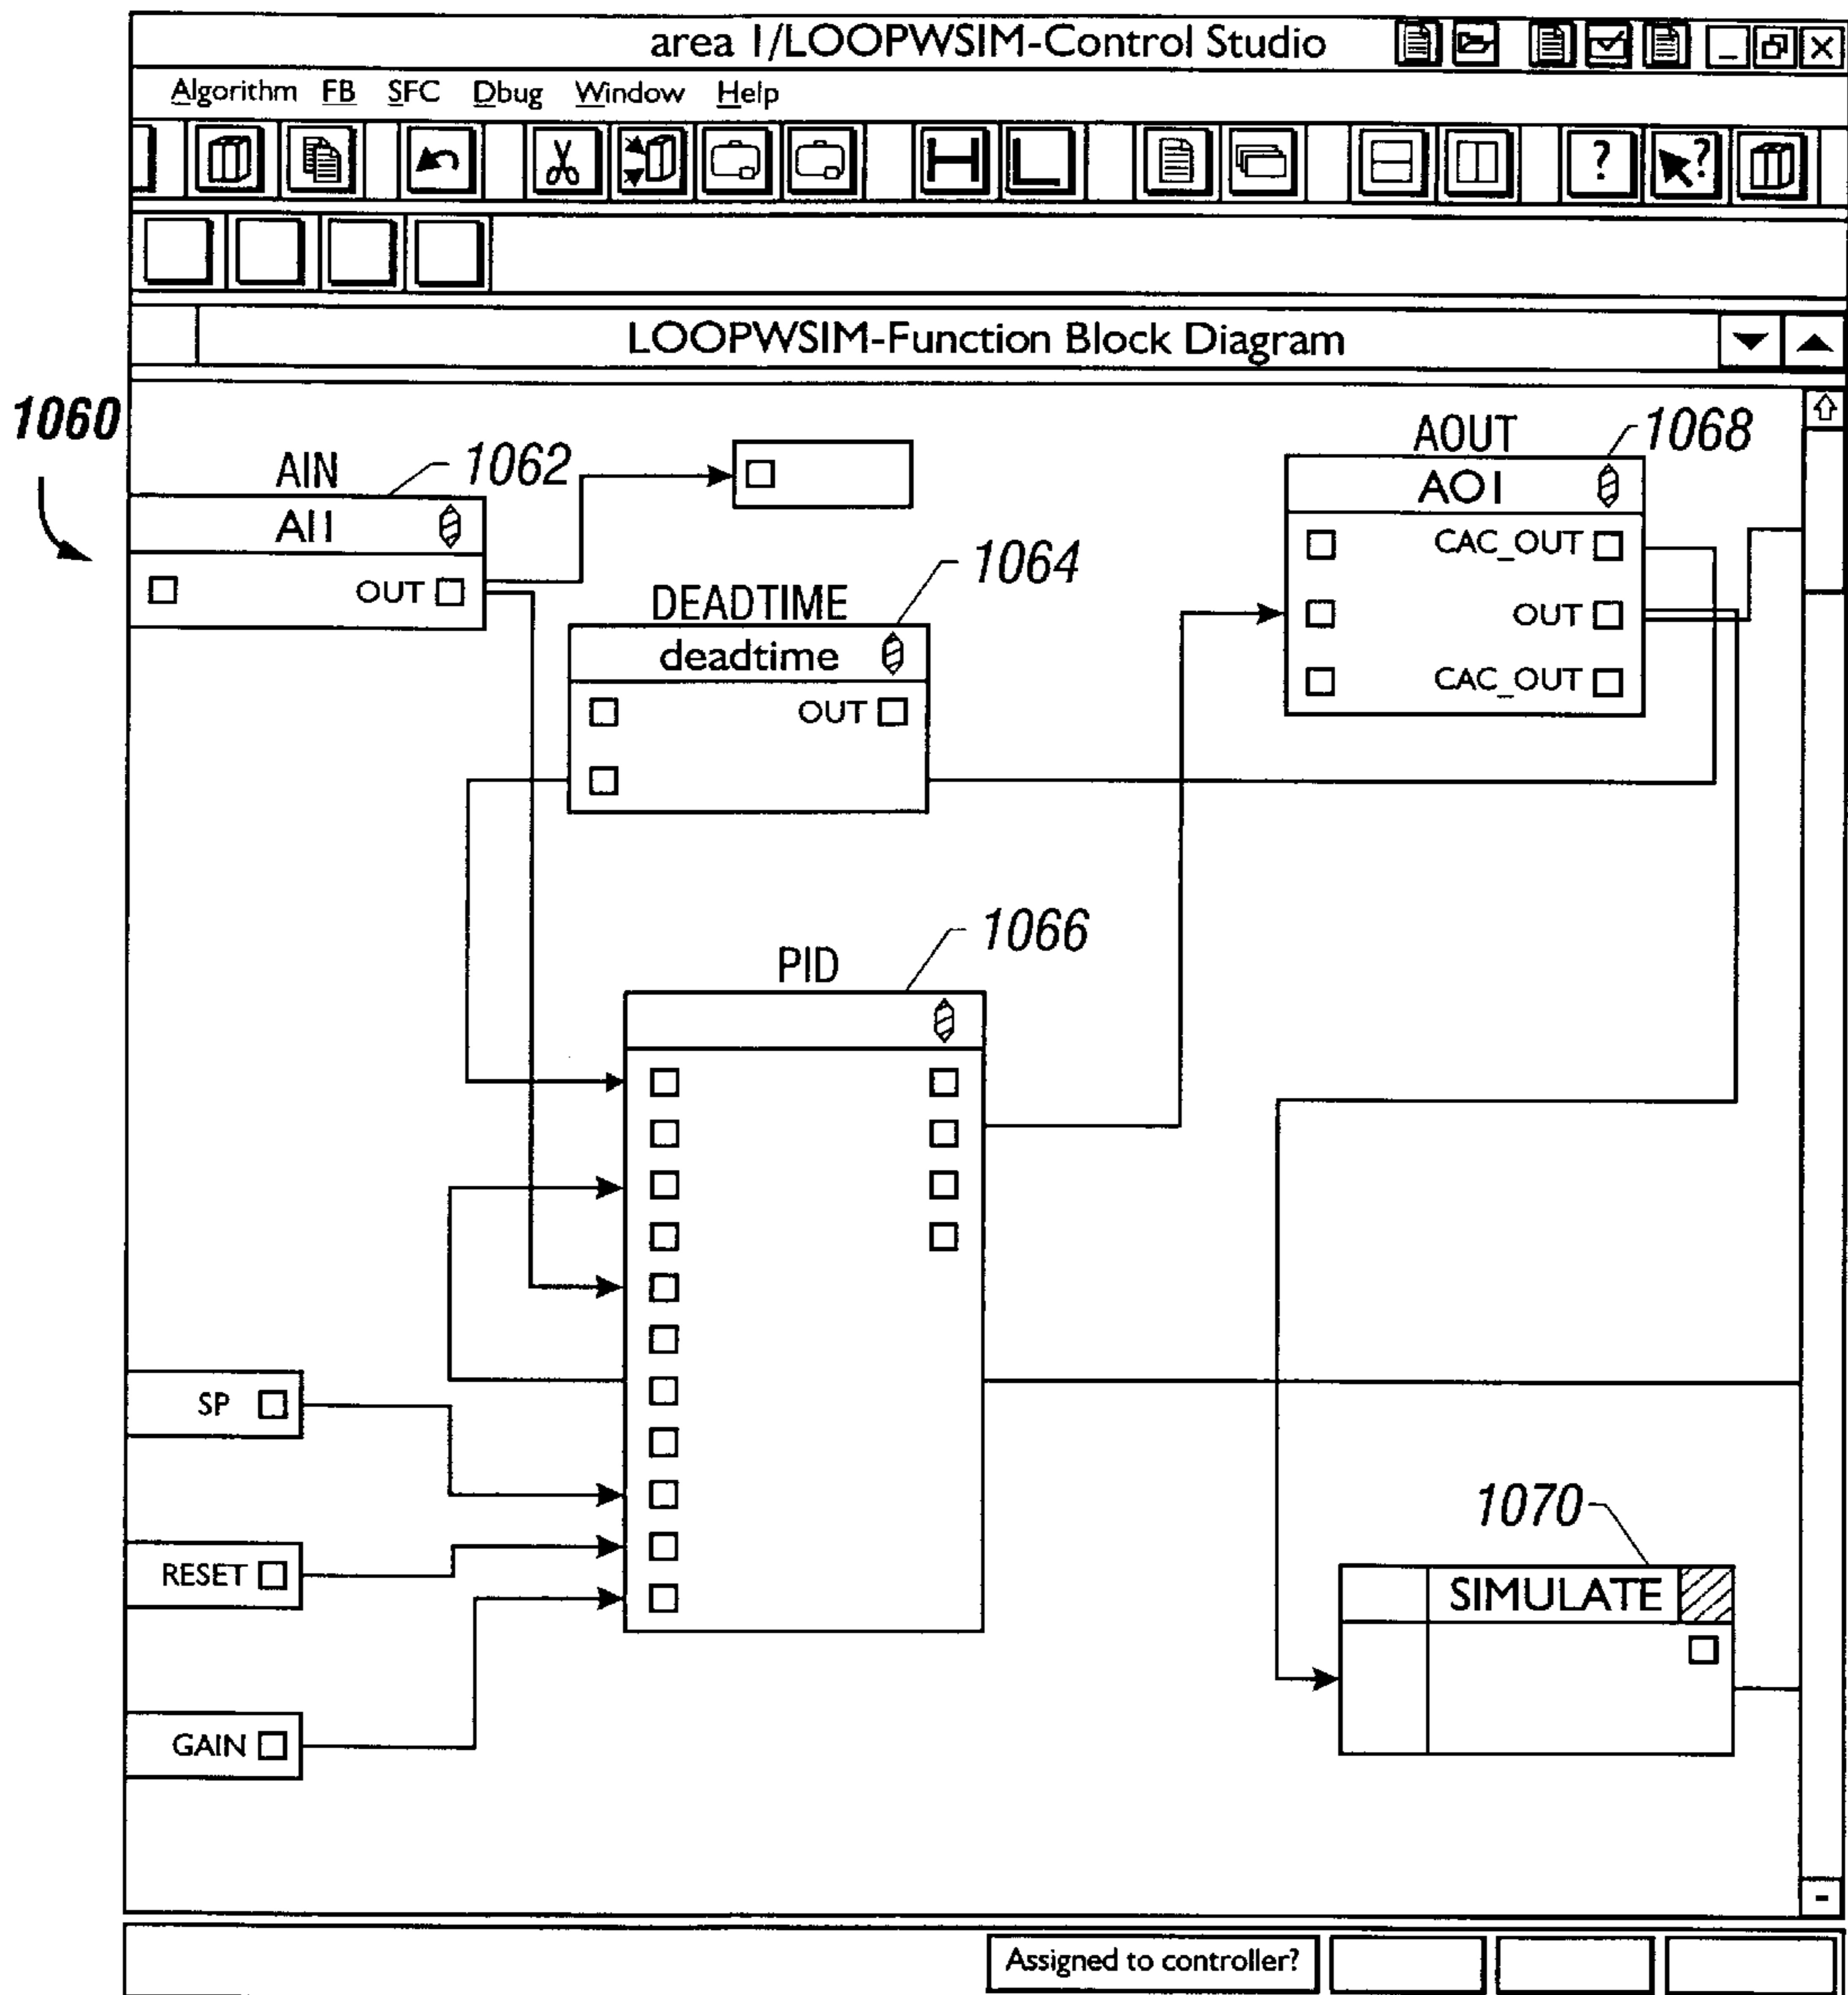 area 1/LOOPWSIM-Control Studio
Algorithm FB SFC Dbug Window Help
H L ? ?
LOOPWSIM-Function Block Diagram
1060
AIN
1062
AI1
OUT
AOUT
1068
AO1
CAC_OUT
OUT
CAC_OUT
DEADTIME
1064
deadtime
OUT
PID
1066
SP
RESET
GAIN
1070
SIMULATE
Assigned to controller?